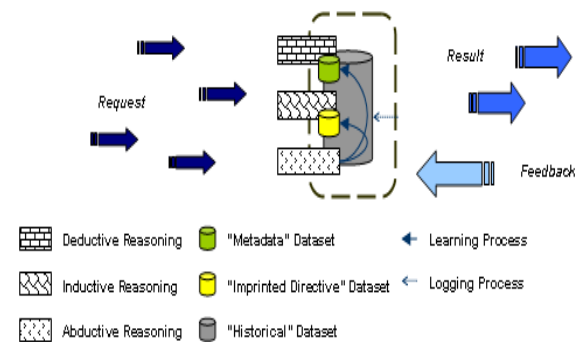 Result
Request
Feedback
Deductive Reasoning
"Metadata" Dataset
Learning Process
Inductive Reasoning
"Imprinted Directive" Dataset
Logging Process
Abductive Reasoning
"Historical" Dataset